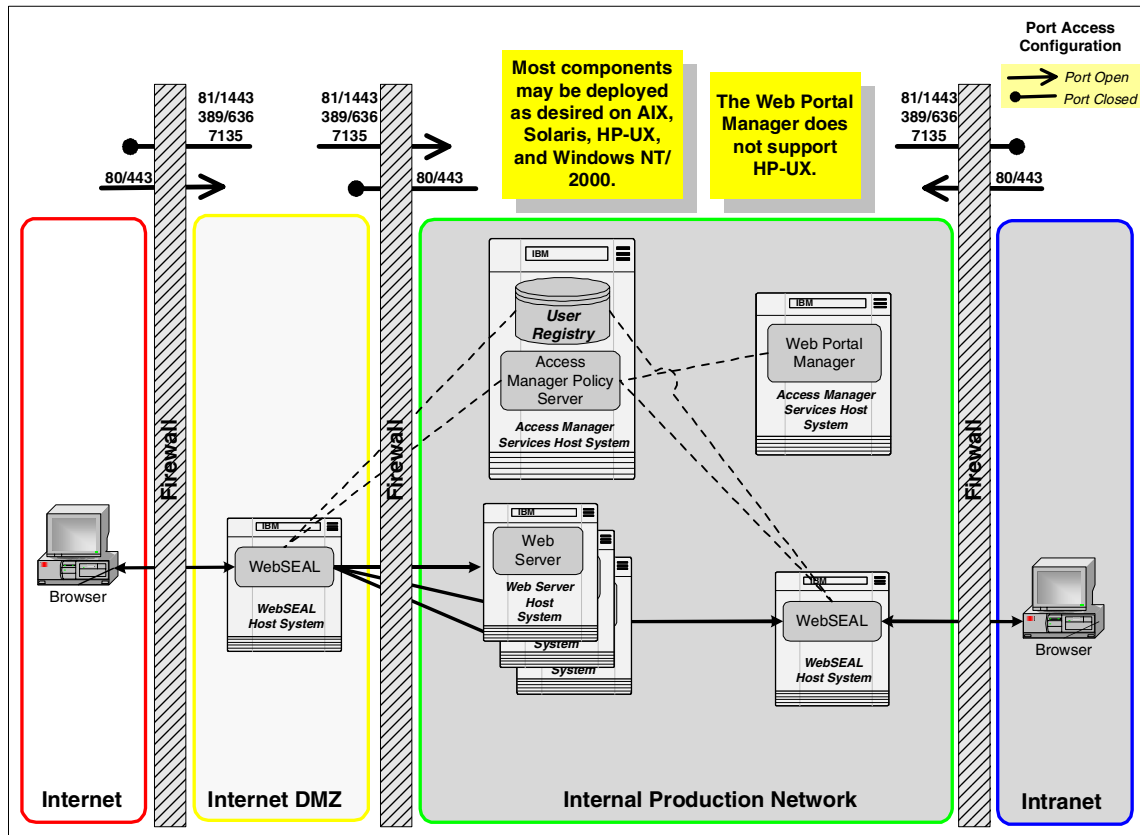 Port Access
Configuration
Port Open
Port Closed
Most components
may be deployed
as desired on AIX,
Solaris, HP-UX,
and Windows NT/
2000.
The Web Portal
Manager does
not support
HP-UX.
81/1443
389/636
7135
80/443
81/1443
389/636
7135
80/443
81/1443
389/636
7135
80/443
Firewall
Firewall
Firewall
IBM
User
Registry
Access
Manager Policy
Server
Access Manager
Services Host System
IBM
Web Portal
Manager
Access Manager
Services Host
System
Browser
IBM
WebSEAL
WebSEAL
Host System
IBM
Web
Server
Web Server
Host
System
System
System
IBM
WebSEAL
WebSEAL
Host System
Browser
Internet
Internet DMZ
Internal Production Network
Intranet